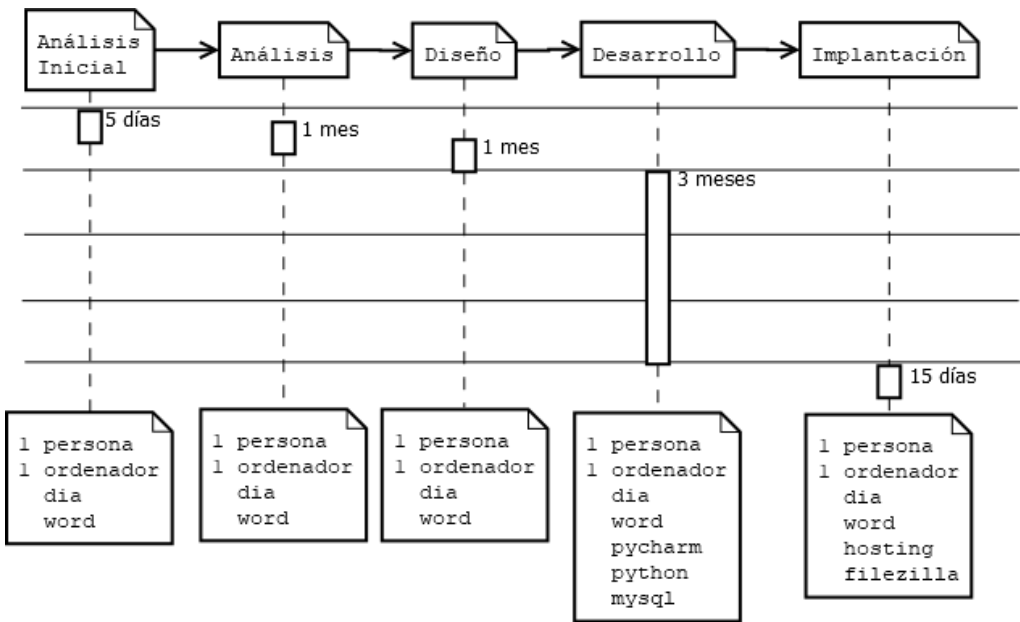 Análisis
Inicial
Análisis
Diseño
Desarrollo
Implantación
5 días
1 mes
1 mes
3 meses
15 días
1 persona
1 ordenador
dia
word
1 persona
1 ordenador
dia
word
1 persona
1 ordenador
dia
word
1 persona
1 ordenador
dia
word
pycharm
python
mysql
1 persona
1 ordenador
dia
word
hosting
filezilla